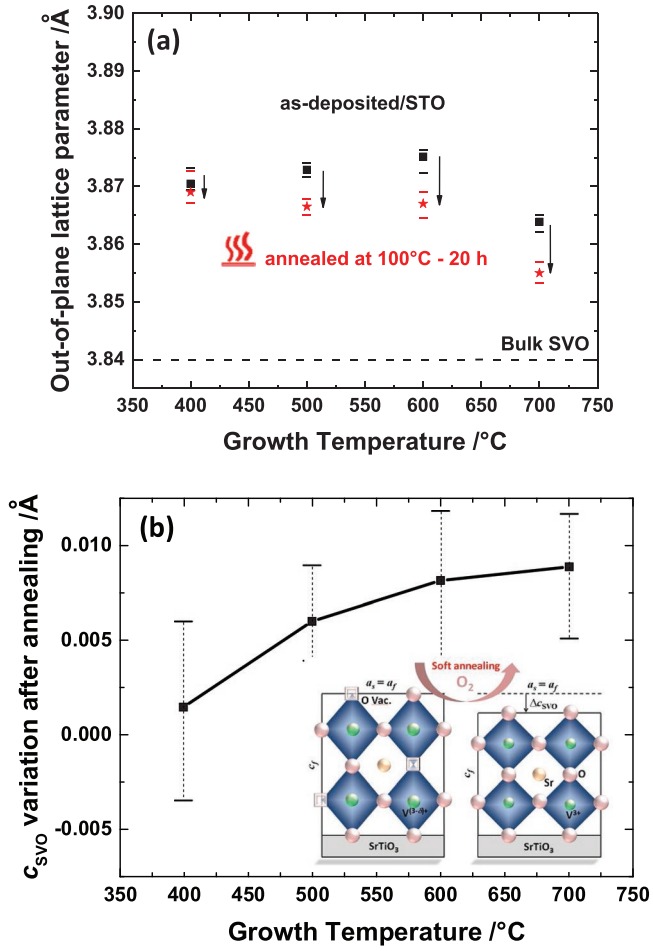 3.90
(a)
3.89
as-deposited/STO
3.88
3.87
annealed at 100°C - 20 h
3.86
3.85
Bulk SVO
3.84
350 400 450 500 550 600 650 700 750
Growth Temperature /°C
Out-of-plane lattice parameter /Å
(b)
0.010
0.005
0.000
-0.005
Soft annealing
O2
as = af
O Vac.
as = af
ΔcSVO
cf
cf
Sr
O
V(3-δ)+
V3+
SrTiO3
SrTiO3
350 400 450 500 550 600 650 700 750
Growth Temperature /°C
cSVO variation after annealing /Å